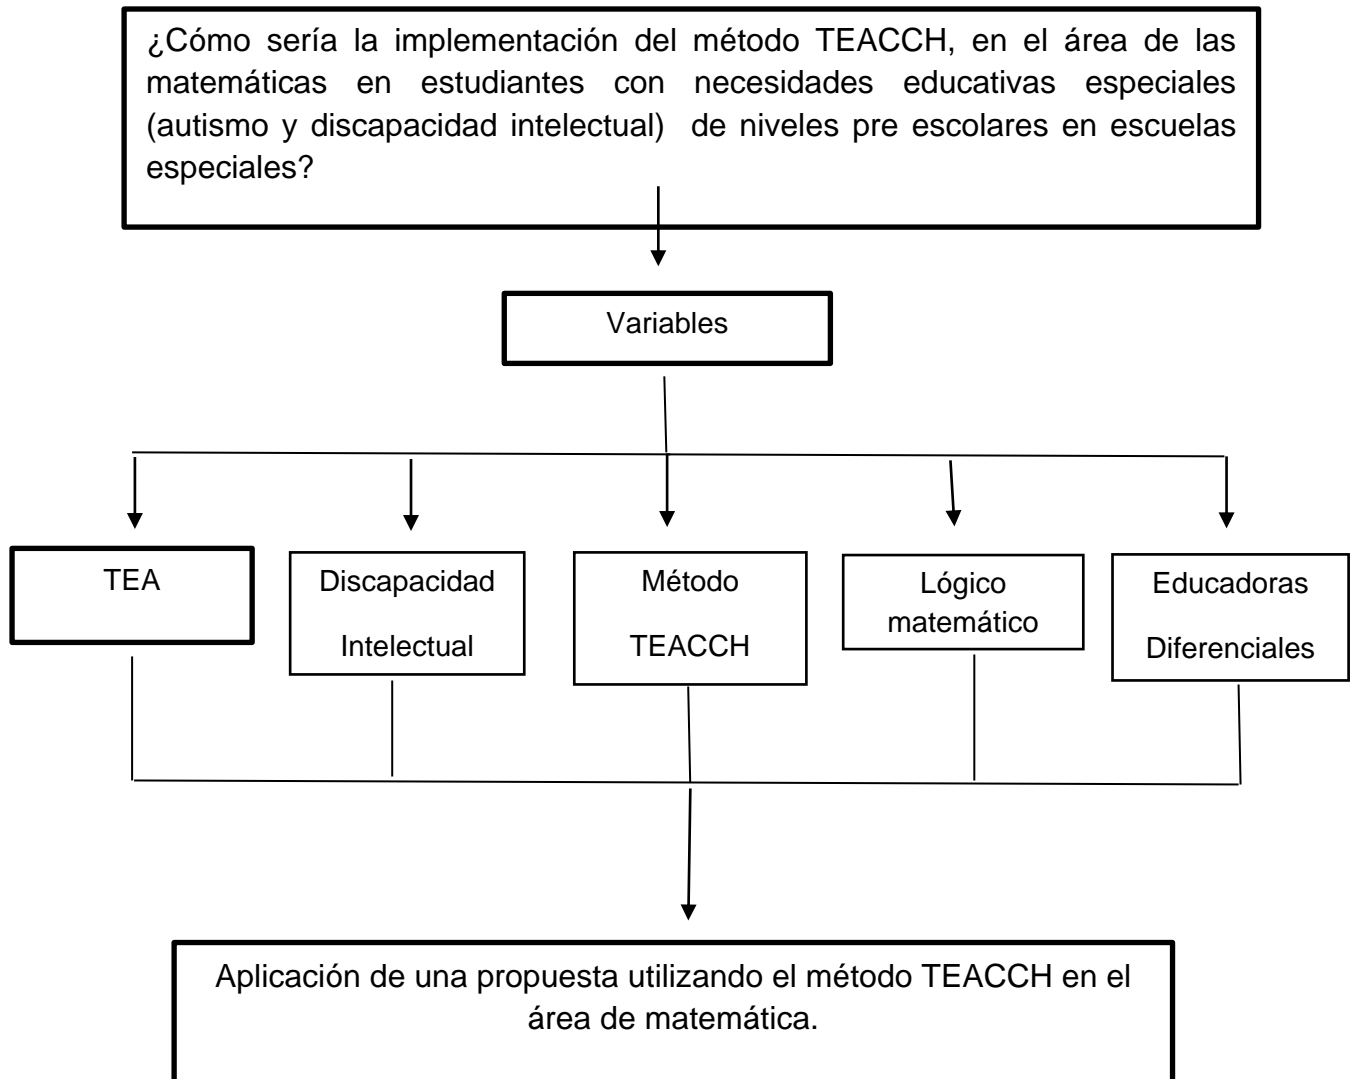 ¿Cómo sería la implementación del método TEACCH, en el área de las
matemáticas en estudiantes con necesidades educativas especiales
(autismo y discapacidad intelectual) de niveles pre escolares en escuelas
especiales?
Variables
TEA
Discapacidad
Intelectual
Método
TEACCH
Lógico
matemático
Educadoras
Diferenciales
Aplicación de una propuesta utilizando el método TEACCH en el
área de matemática.